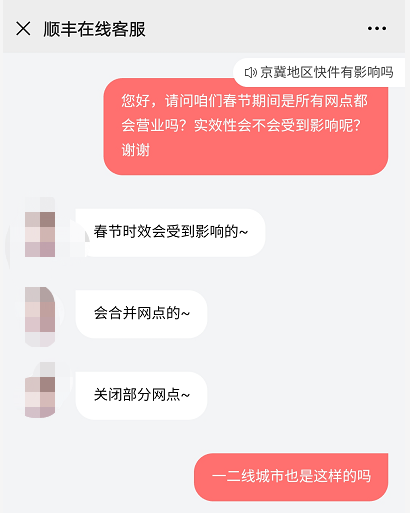 顺丰在线客服
京冀地区快件有影响吗
您好，请问咱们春节期间是所有网点都
会营业吗？实效性会不会受到影响呢？
谢谢
春节时效会受到影响的~
会合并网点的~
关闭部分网点~
一二线城市也是这样的吗